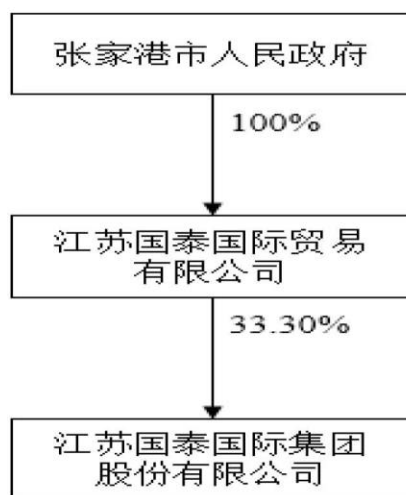 张家港市人民政府
100%
江苏国泰国际贸易
有限公司
33.30%
江苏国泰国际集团
股份有限公司